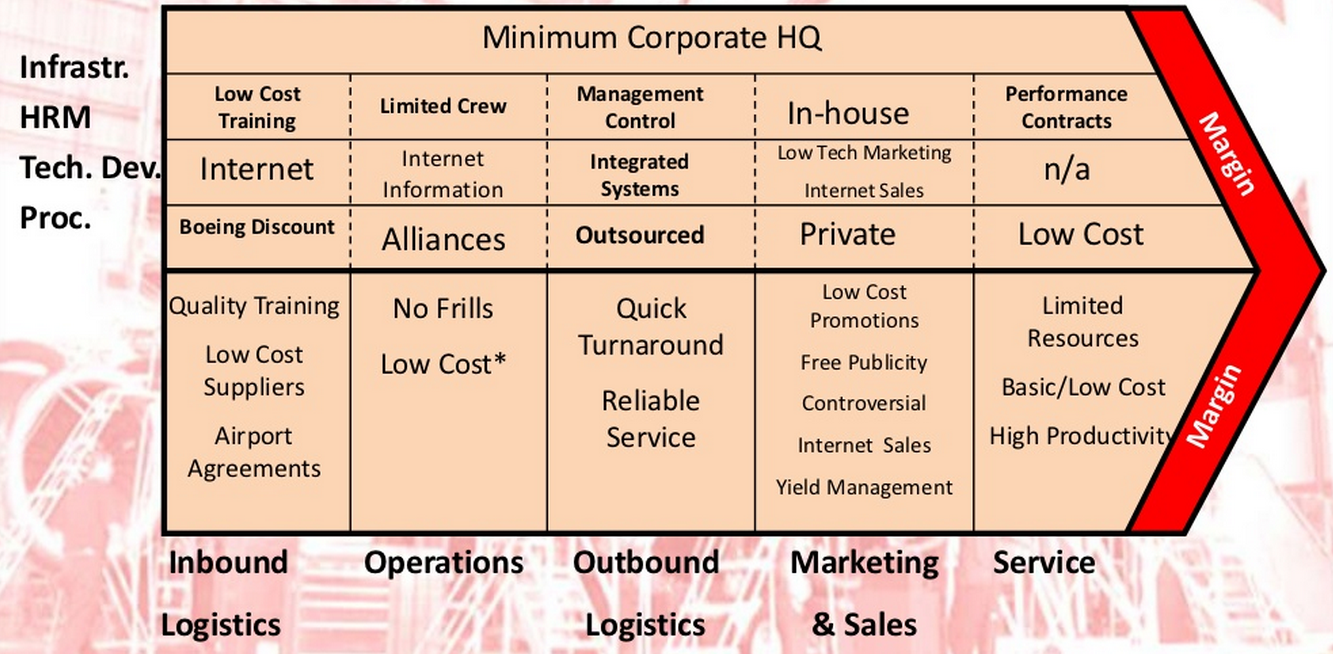 Minimum Corporate HQ
Infrastr.
HRM
Tech. Dev.
Proc.
Low Cost
Training
Limited Crew
Management
Control
In-house
Performance
Contracts
Internet
Internet
Information
Integrated
Systems
Low Tech Marketing
Internet Sales
n/a
Boeing Discount
Alliances
Outsourced
Private
Low Cost
Quality Training
Low Cost
Suppliers
Airport
Agreements
No Frills
Low Cost*
Quick
Turnaround
Reliable
Service
Low Cost
Promotions
Free Publicity
Controversial
Internet Sales
Yield Management
Limited
Resources
Basic/Low Cost
High Productivity
Margin
Margin
Inbound
Logistics
Operations
Outbound
Logistics
Marketing
& Sales
Service